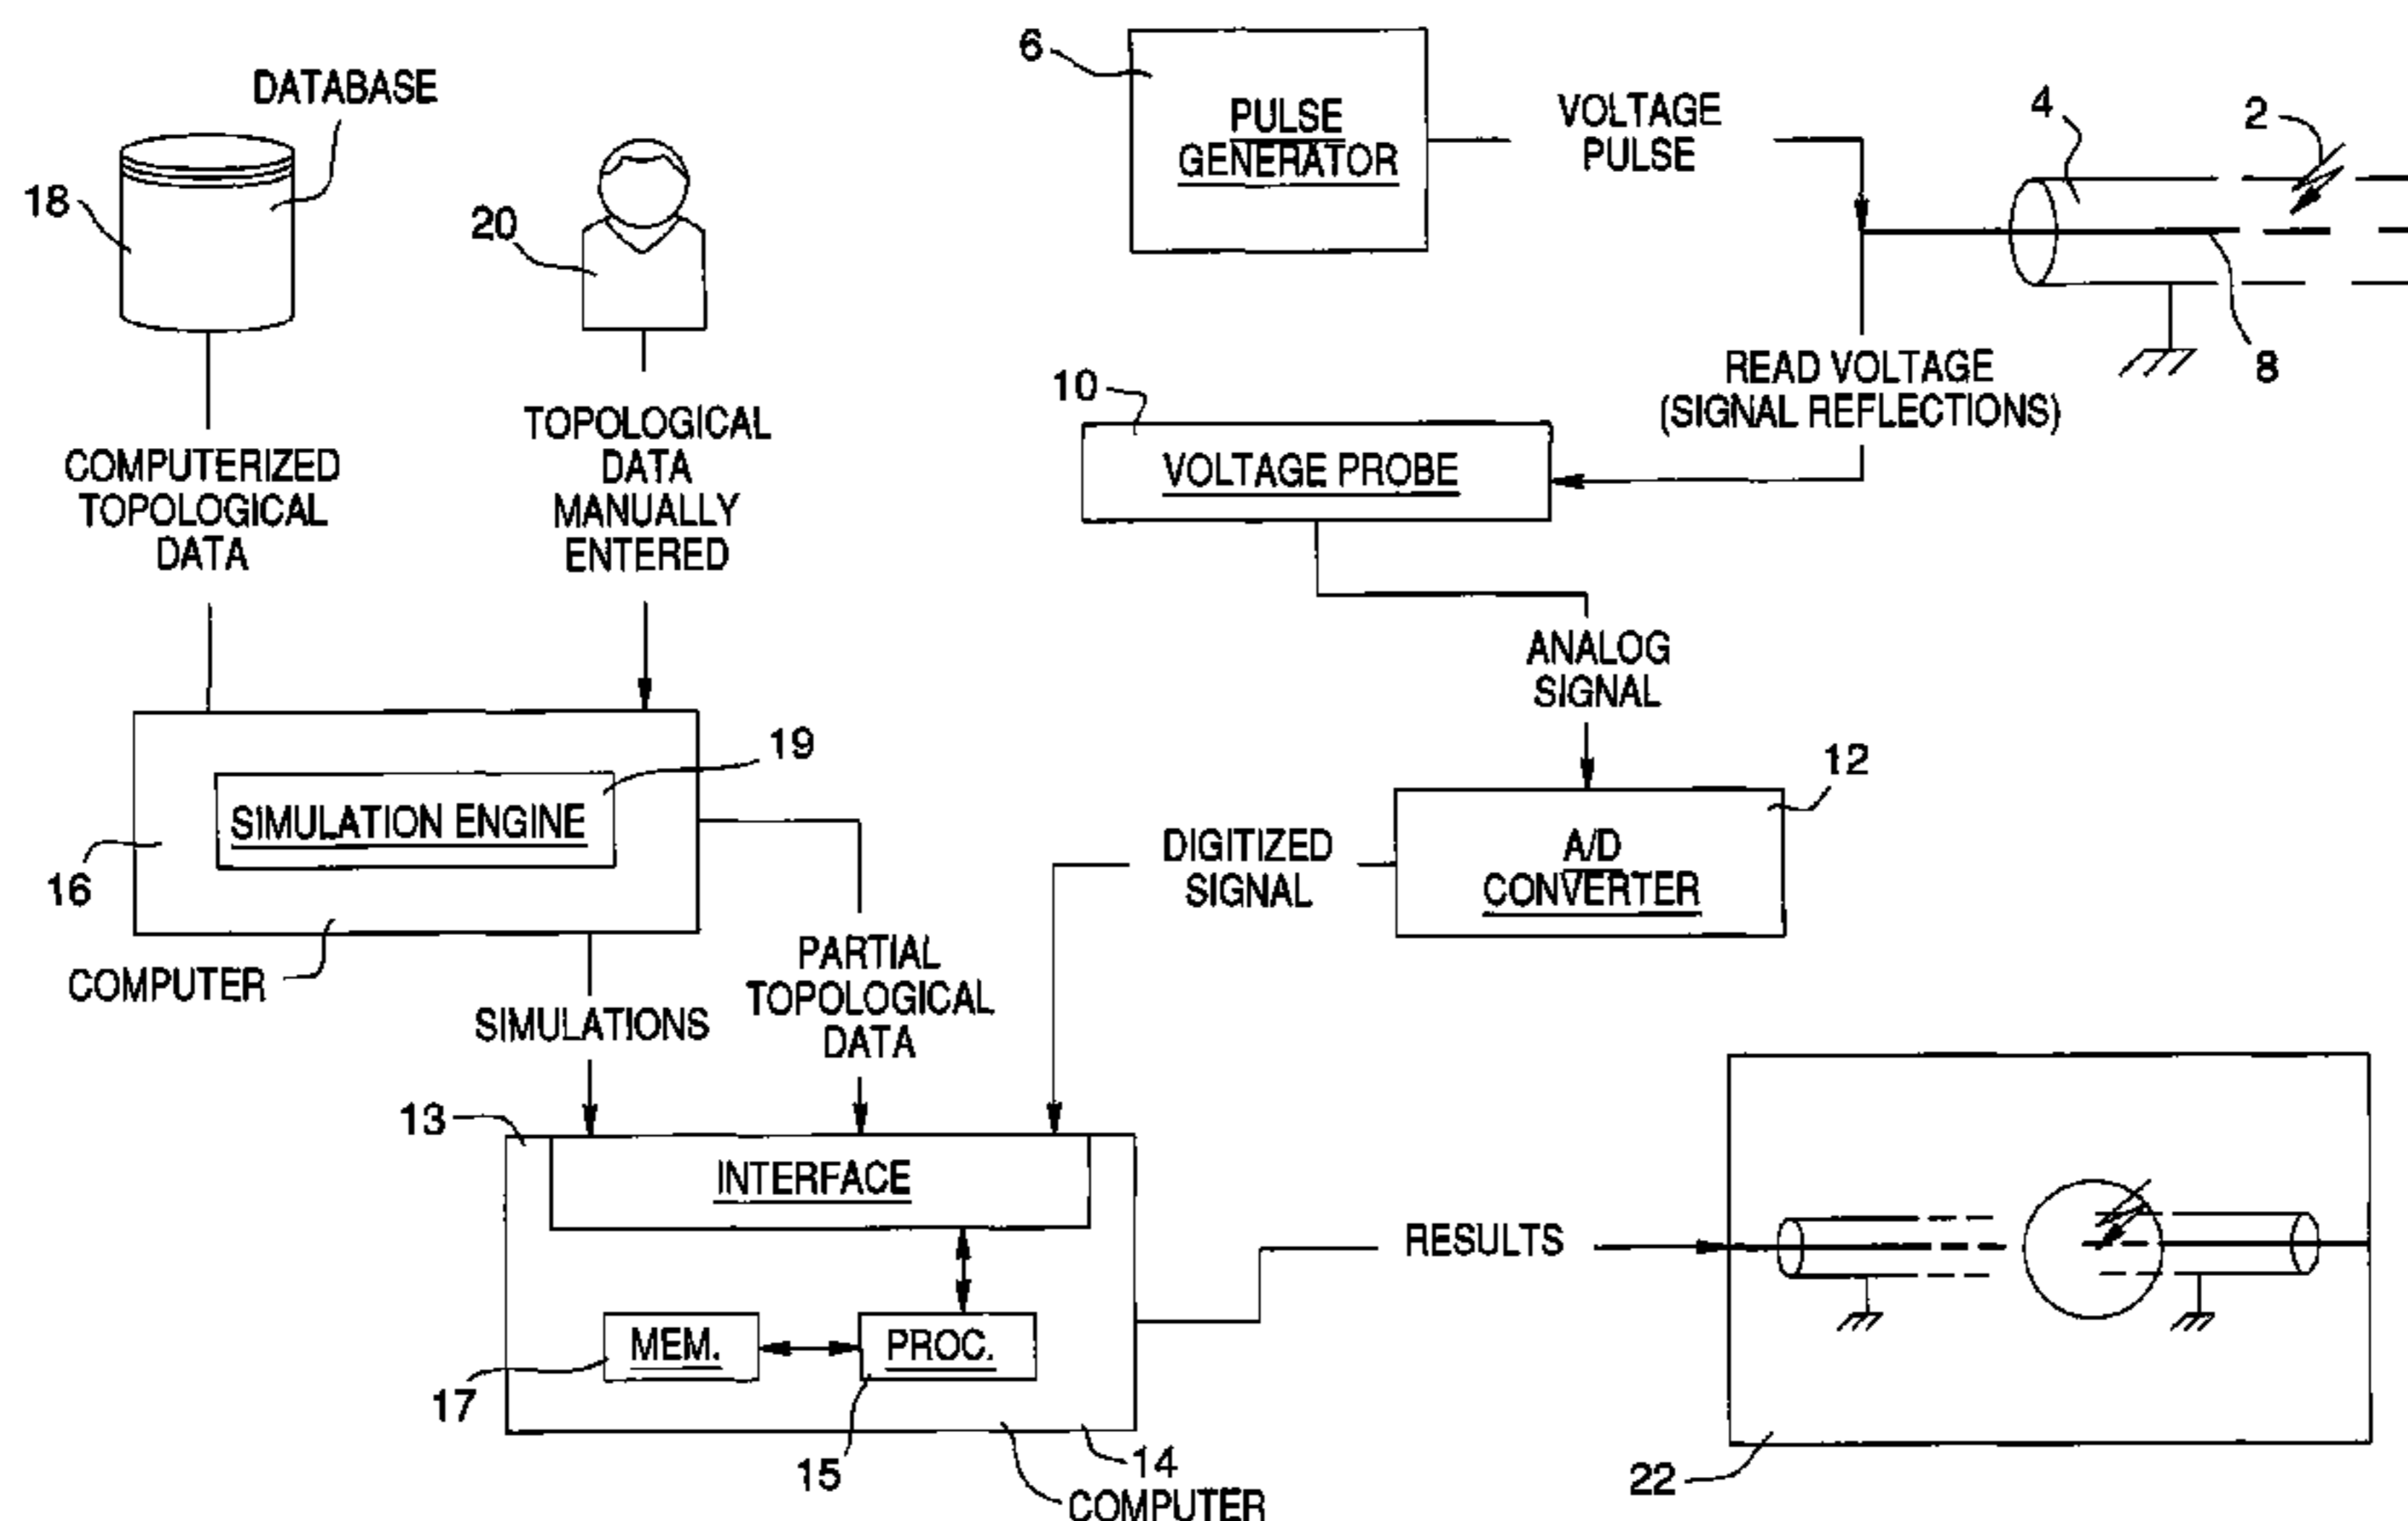 DATABASE
18
20
COMPUTERIZED
TOPOLOGICAL
DATA
TOPOLOGICAL
DATA
MANUALLY
ENTERED
6
PULSE
GENERATOR
VOLTAGE
PULSE
4
2
8
READ VOLTAGE
(SIGNAL REFLECTIONS)
10
VOLTAGE PROBE
ANALOG
SIGNAL
12
A/D
CONVERTER
DIGITIZED
SIGNAL
19
SIMULATION ENGINE
16
COMPUTER
SIMULATIONS
PARTIAL
TOPOLOGICAL
DATA
13
INTERFACE
MEM.
PROC.
17
15
14
COMPUTER
RESULTS
22